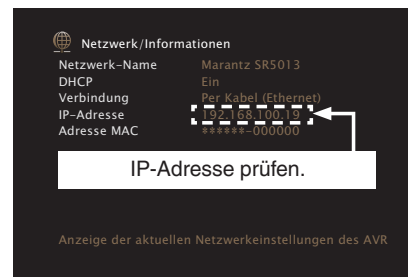 Netzwerk/Informationen
Netzwerk-Name Marantz SR5013
DHCP Ein
Verbindung Per Kabel (Ethernet)
IP-Adresse 192.168.100.19
Adresse MAC ******-000000
IP-Adresse prüfen.
Anzeige der aktuellen Netzwerkeinstellungen des AVR